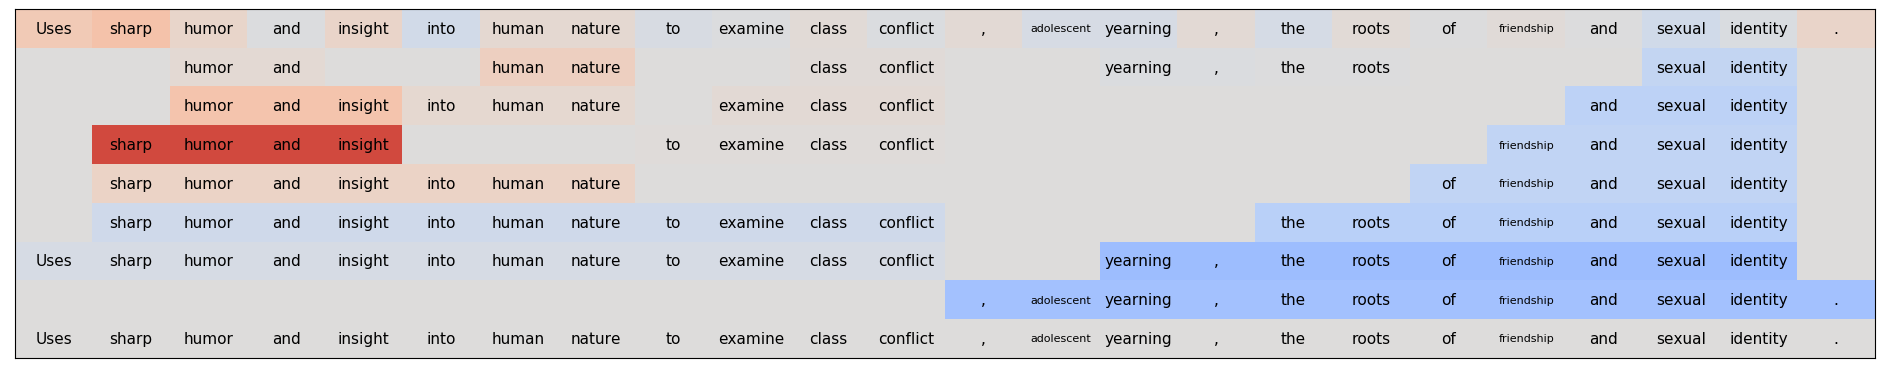 Uses sharp humor and insight into human nature to examine class conflict , adolescent yearning , the roots of friendship and sexual identity .
humor and human nature class conflict yearning , the roots sexual identity
humor and insight into human nature examine class conflict and sexual identity
sharp humor and insight to examine class conflict friendship and sexual identity
sharp humor and insight into human nature of friendship and sexual identity
sharp humor and insight into human nature to examine class conflict the roots of friendship and sexual identity
Uses sharp humor and insight into human nature to examine class conflict yearning , the roots of friendship and sexual identity
, adolescent yearning , the roots of friendship and sexual identity .
Uses sharp humor and insight into human nature to examine class conflict , adolescent yearning , the roots of friendship and sexual identity .